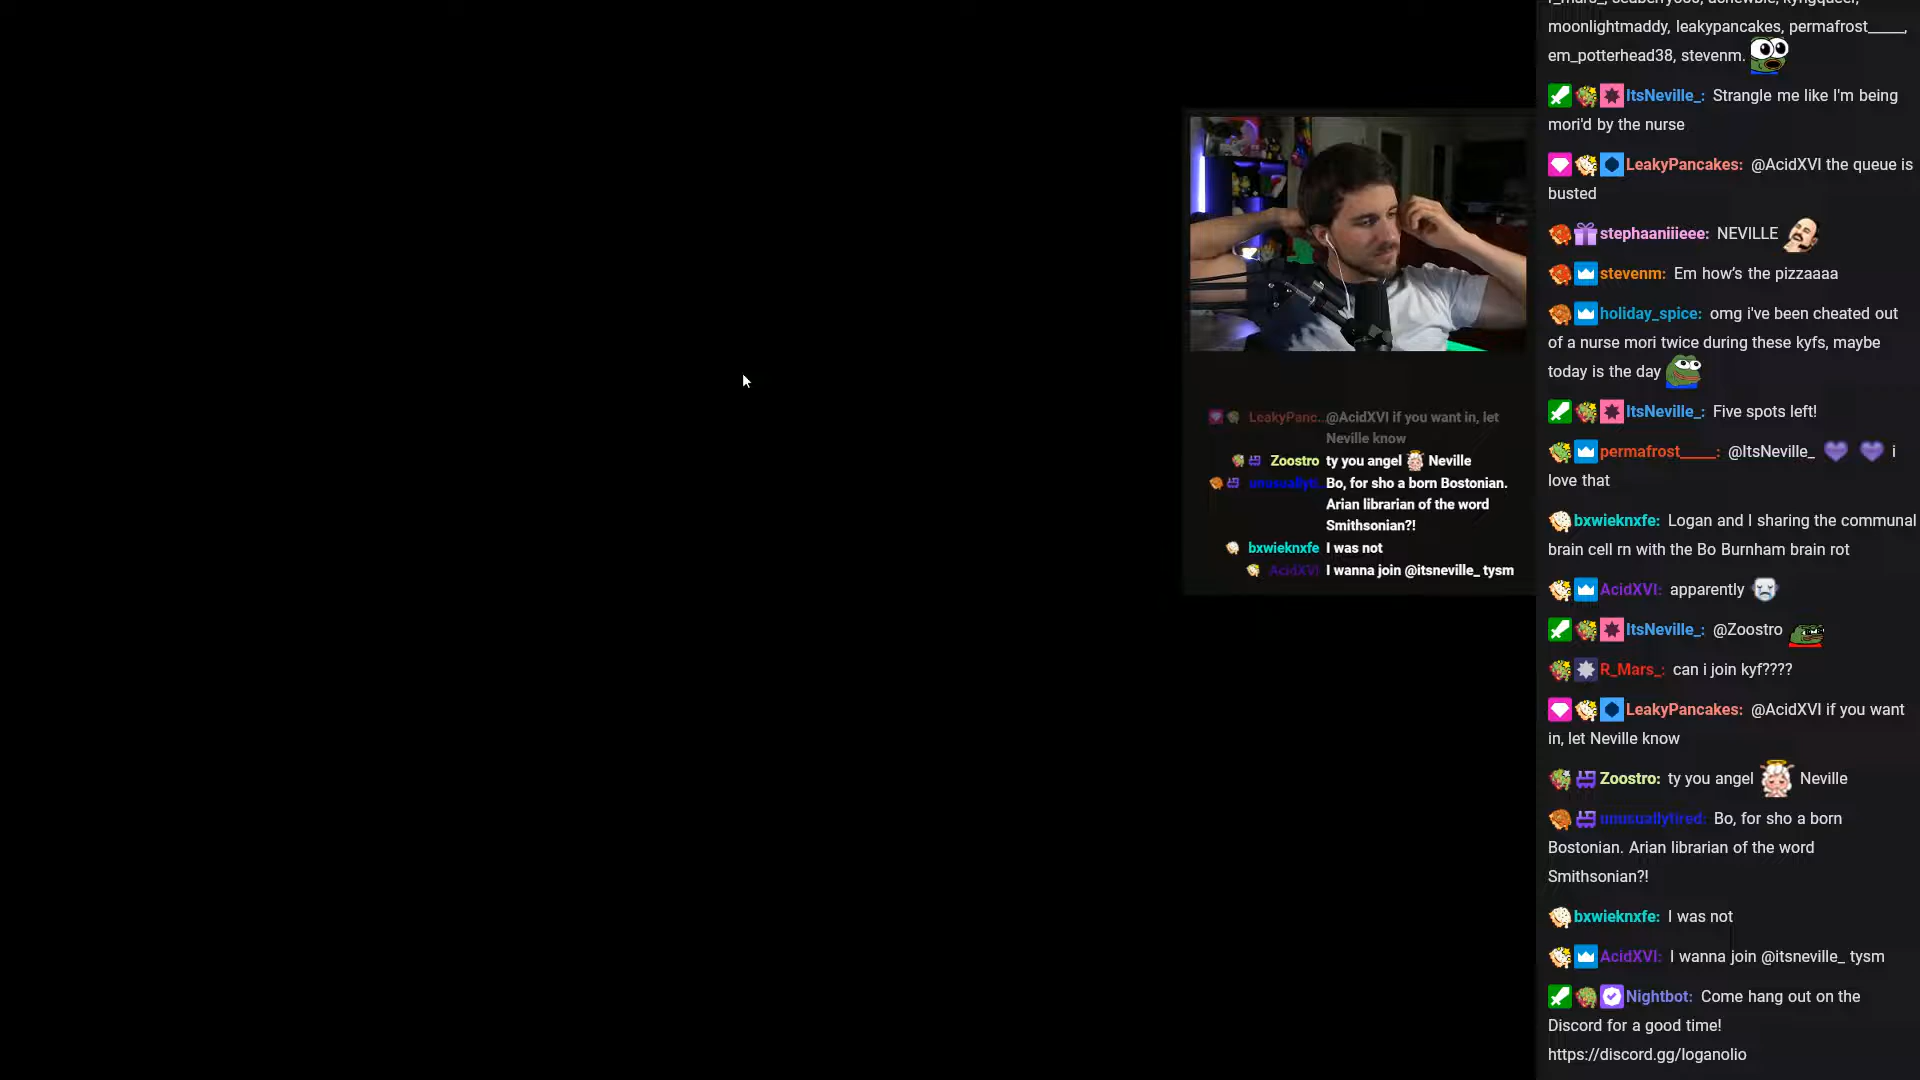 moonlightmaddy, leakypancakes, permafrost_____,
em_potterhead38, stevenm.
ItsNeville_: Strangle me like I'm being
mori'd by the nurse
LeakyPancakes: @AcidXVI the queue is
busted
stephaaniiieee: NEVILLE
stevenm: Em how's the pizzaaaa
holiday_spice: omg i've been cheated out
of a nurse mori twice during these kyfs, maybe
today is the day
ItsNeville_: Five spots left!
permafrost_____: @ItsNeville_ i
love that
bxwieknxfe: Logan and I sharing the communal
brain cell rn with the Bo Burnham brain rot
AcidXVI: apparently
ItsNeville_: @Zoostro
R_Mars_: can i join kyf????
LeakyPancakes: @AcidXVI if you want
in, let Neville know
Zoostro: ty you angel Neville
unusuallytired: Bo, for sho a born
Bostonian. Arian librarian of the word
Smithsonian?!
bxwieknxfe: I was not
AcidXVI: I wanna join @itsneville_ tysm
Nightbot: Come hang out on the
Discord for a good time!
https://discord.gg/loganolio
LeakyPanc... @AcidXVI if you want in, let
Neville know
Zoostro ty you angel Neville
unusuallyti... Bo, for sho a born Bostonian.
Arian librarian of the word
Smithsonian?!
bxwieknxfe I was not
AcidXVI I wanna join @itsneville_ tysm